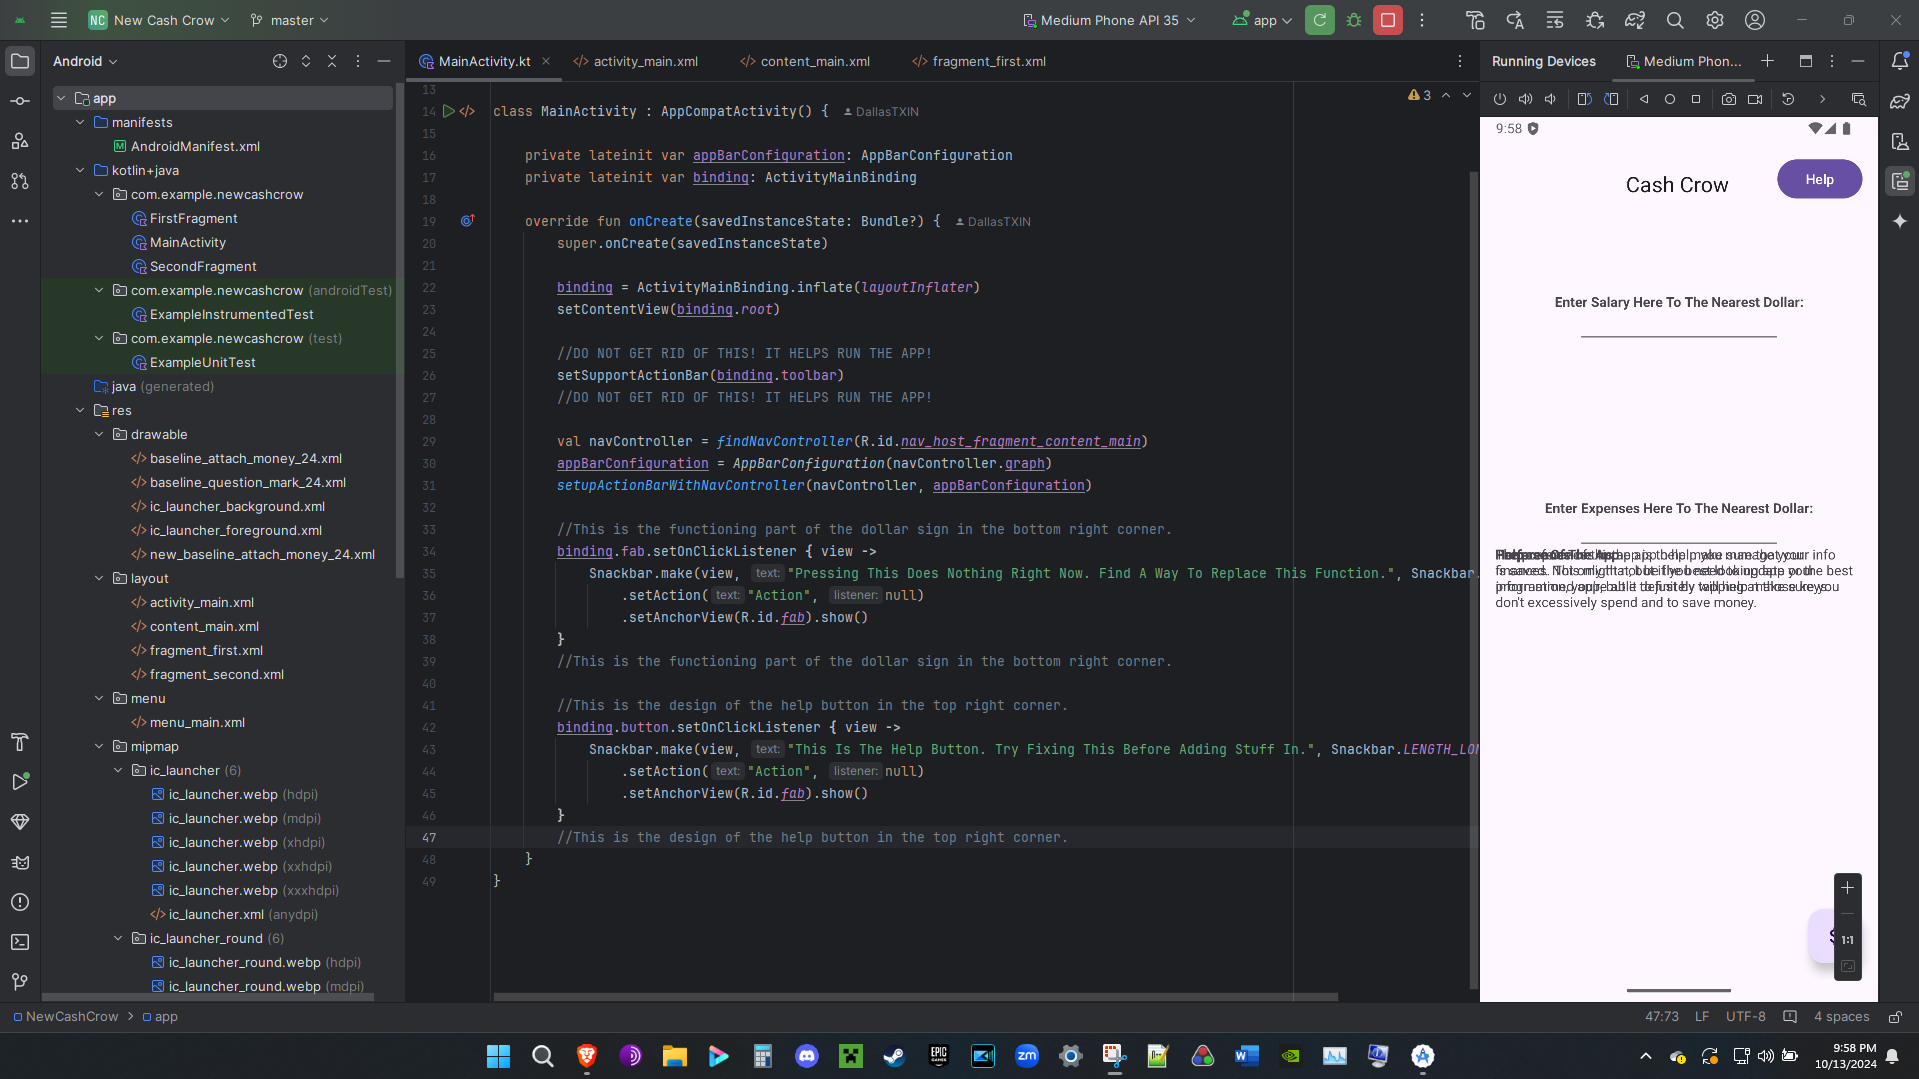 NC New Cash Crow
master
Medium Phone API 35
app
Android
app
manifests
AndroidManifest.xml
kotlin+java
com.example.newcashcrow
FirstFragment
MainActivity
SecondFragment
com.example.newcashcrow (androidTest)
ExampleInstrumentedTest
com.example.newcashcrow (test)
ExampleUnitTest
java (generated)
res
drawable
baseline_attach_money_24.xml
baseline_question_mark_24.xml
ic_launcher_background.xml
ic_launcher_foreground.xml
new_baseline_attach_money_24.xml
layout
activity_main.xml
content_main.xml
fragment_first.xml
fragment_second.xml
menu
menu_main.xml
mipmap
ic_launcher (6)
ic_launcher.webp (hdpi)
ic_launcher.webp (mdpi)
ic_launcher.webp (xhdpi)
ic_launcher.webp (xxhdpi)
ic_launcher.webp (xxxhdpi)
ic_launcher.xml (anydpi)
ic_launcher_round (6)
ic_launcher_round.webp (hdpi)
ic_launcher_round.webp (mdpi)
MainActivity.kt
activity_main.xml
content_main.xml
fragment_first.xml
3
13
14 class MainActivity : AppCompatActivity() { DallasTXIN
15
16 private lateinit var appBarConfiguration: AppBarConfiguration
17 private lateinit var binding: ActivityMainBinding
18
19 override fun onCreate(savedInstanceState: Bundle?) { DallasTXIN
20 super.onCreate(savedInstanceState)
21
22 binding = ActivityMainBinding.inflate(layoutInflater)
23 setContentView(binding.root)
24
25 //DO NOT GET RID OF THIS! IT HELPS RUN THE APP!
26 setSupportActionBar(binding.toolbar)
27 //DO NOT GET RID OF THIS! IT HELPS RUN THE APP!
28
29 val navController = findNavController(R.id.nav_host_fragment_content_main)
30 appBarConfiguration = AppBarConfiguration(navController.graph)
31 setupActionBarWithNavController(navController, appBarConfiguration)
32
33 //This is the functioning part of the dollar sign in the bottom right corner.
34 binding.fab.setOnClickListener { view ->
35 Snackbar.make(view, text: "Pressing This Does Nothing Right Now. Find A Way To Replace This Function.", Snackbar.
36 .setAction( text: "Action", listener: null)
37 .setAnchorView(R.id.fab).show()
38 }
39 //This is the functioning part of the dollar sign in the bottom right corner.
40
41 //This is the design of the help button in the top right corner.
42 binding.button.setOnClickListener { view ->
43 Snackbar.make(view, text: "This Is The Help Button. Try Fixing This Before Adding Stuff In.", Snackbar.LENGTH_LON
44 .setAction( text: "Action", listener: null)
45 .setAnchorView(R.id.fab).show()
46 }
47 //This is the design of the help button in the top right corner.
48 }
49 }
Running Devices
Medium Phon...
9:58
Cash Crow
Help
Enter Salary Here To The Nearest Dollar:
Enter Expenses Here To The Nearest Dollar:
don't excessively spend and to save money.
1:1
NewCashCrow > app
47:73 LF UTF-8 4 spaces
EPIC GAMES
zm
9:58 PM
10/13/2024